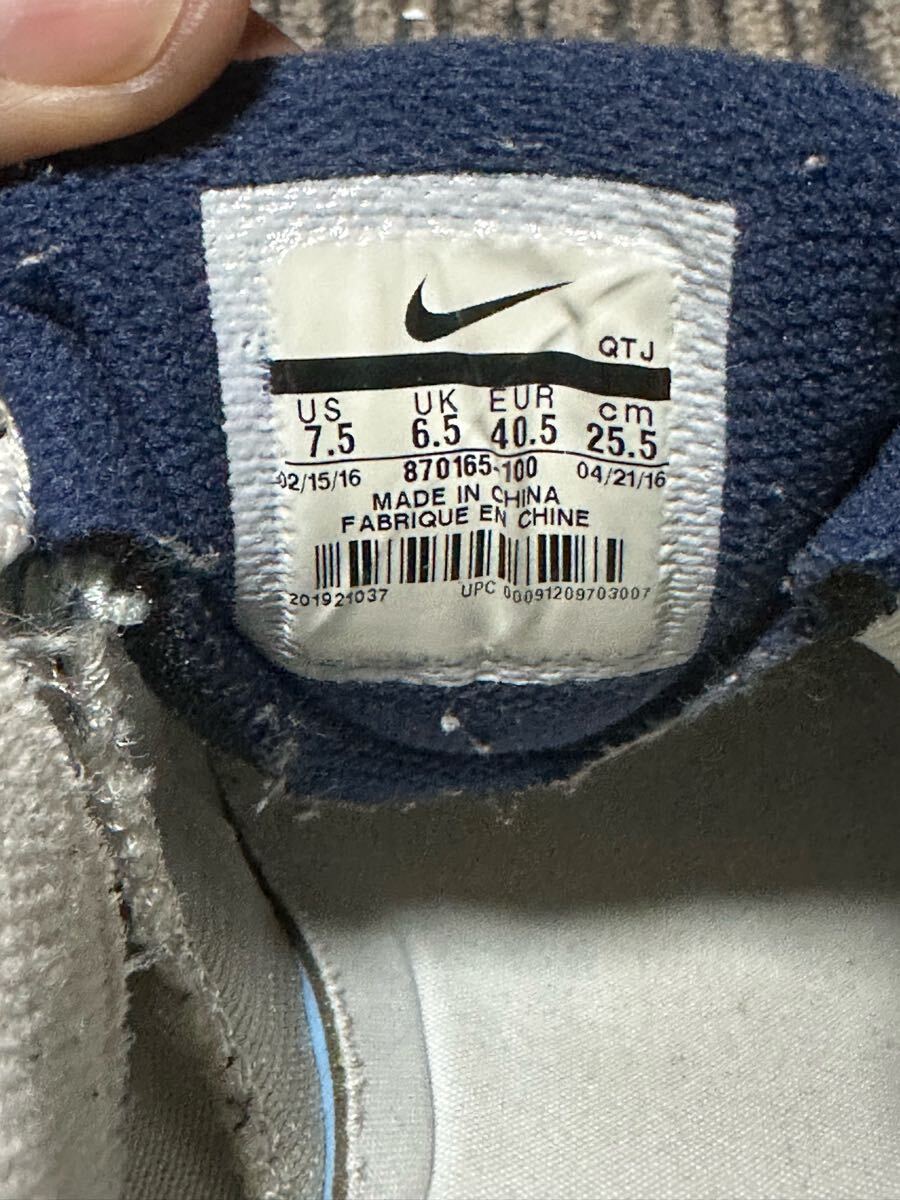 QTJ
US UK EUR cm
7.5 6.5 40.5 25.5
02/15/16 870165-100 04/21/16
MADE IN CHINA
FABRIQUE EN CHINE
201921037 UPC 00091209703007